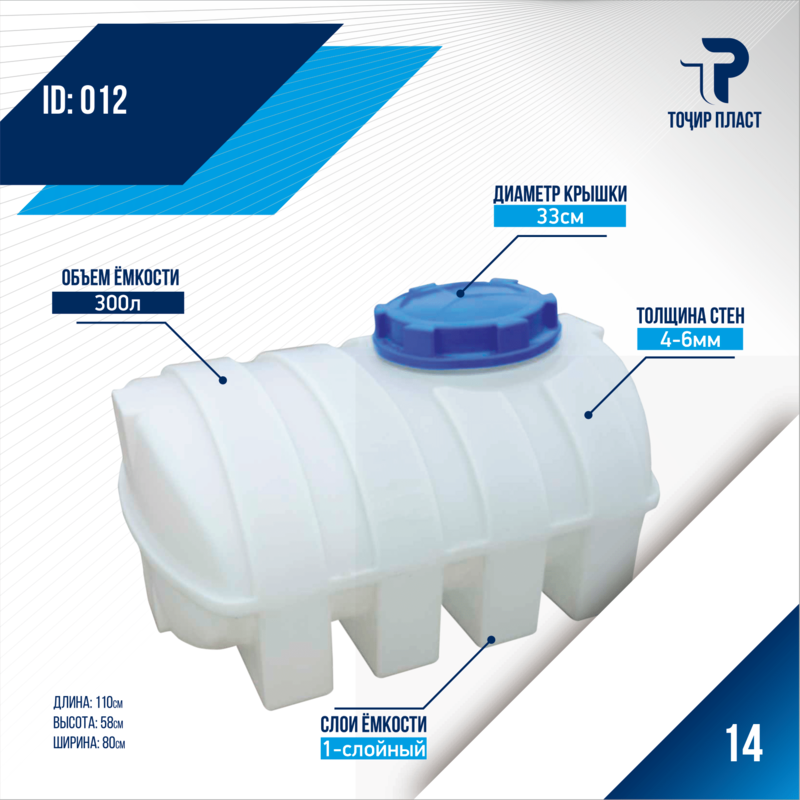 ID: 012
ТОҶИР ПЛАСТ
ДИАМЕТР КРЫШКИ
33см
ОБЪЕМ ЁМКОСТИ
300л
ТОЛЩИНА СТЕН
4-6мм
СЛОИ ЁМКОСТИ
1-слойный
ДЛИНА: 110см
ВЫСОТА: 58см
ШИРИНА: 80см
14